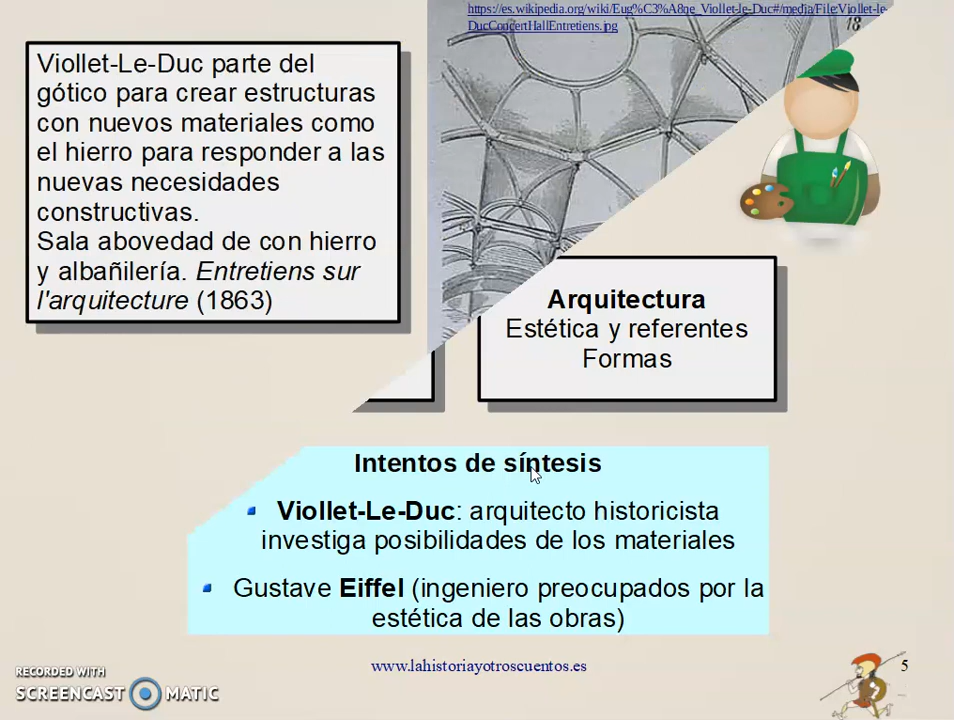 https://es.wikipedia.org/wiki/Eug%C3%A8ne_Viollet-le-Duc#/media/File:Viollet-le-
DucConcertHallEntretiens.jpg
18
Viollet-Le-Duc parte del
gótico para crear estructuras
con nuevos materiales como
el hierro para responder a las
nuevas necesidades
constructivas.
Sala abovedad de con hierro
y albañilería. Entretiens sur
l'arquitecture (1863)
Arquitectura
Estética y referentes
Formas
Intentos de síntesis
Viollet-Le-Duc: arquitecto historicista
investiga posibilidades de los materiales
Gustave Eiffel (ingeniero preocupados por la
estética de las obras)
www.lahistoriayotroscuentos.es
5
RECORDED WITH
SCREENCAST MATIC